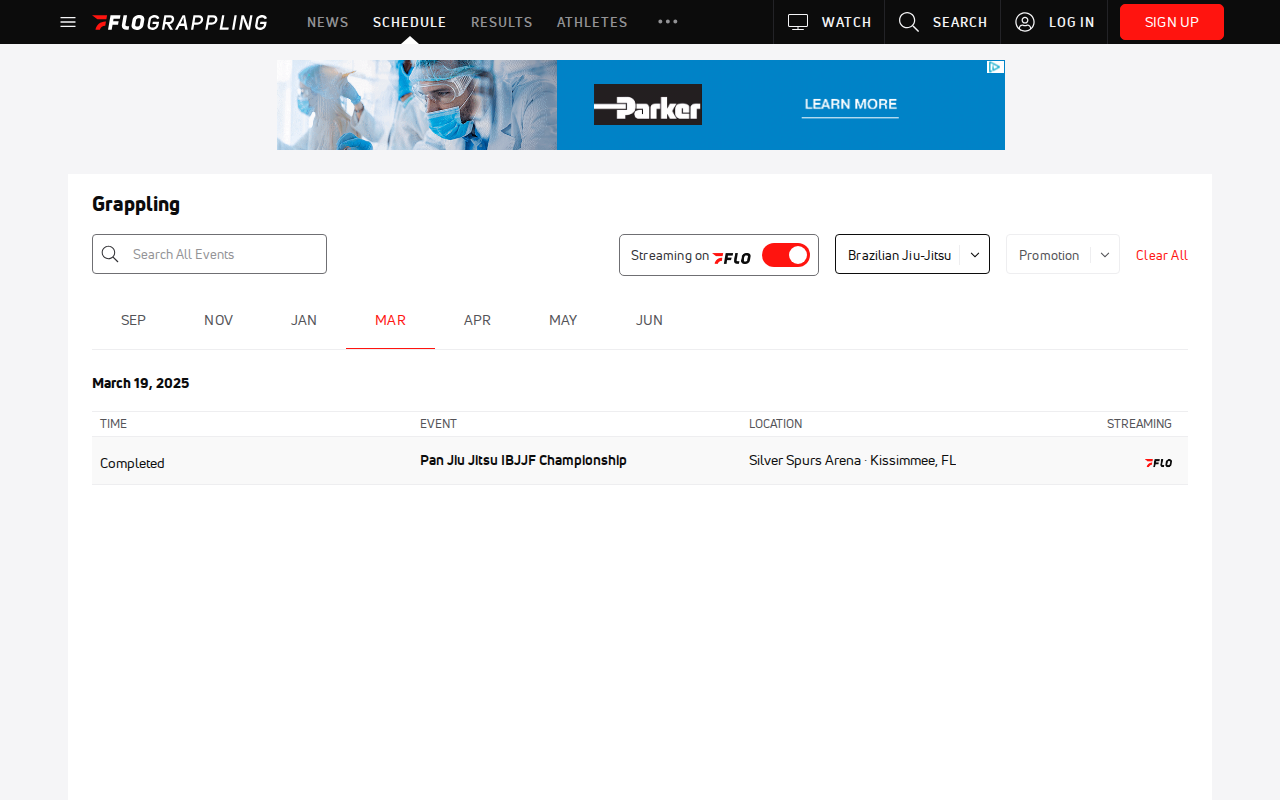 FLOGRAPPLING NEWS SCHEDULE RESULTS ATHLETES WATCH SEARCH LOG IN SIGN UP
Parker LEARN MORE
Grappling
Search All Events Streaming on FLO Brazilian Jiu-Jitsu Promotion Clear All
SEP NOV JAN MAR APR MAY JUN
March 19, 2025
TIME EVENT LOCATION STREAMING
Completed Pan Jiu Jitsu IBJJF Championship Silver Spurs Arena · Kissimmee, FL FLO